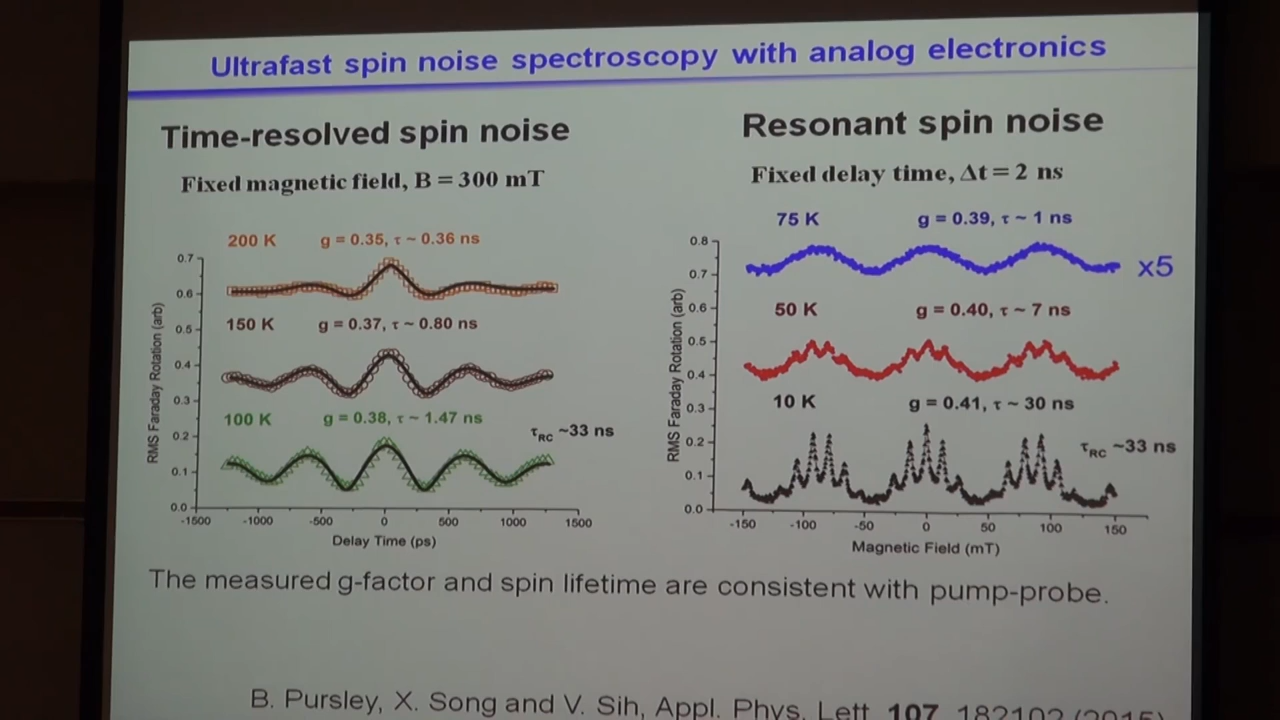 Ultrafast spin noise spectroscopy with analog electronics
Time-resolved spin noise
Fixed magnetic field, B = 300 mT
200 K g = 0.35, τ ~ 0.36 ns
150 K g = 0.37, τ ~ 0.80 ns
100 K g = 0.38, τ ~ 1.47 ns
τRC ~33 ns
RMS Faraday Rotation (arb)
0.7
0.6
0.5
0.4
0.3
0.2
0.1
0.0
-1500 -1000 -500 0 500 1000 1500
Delay Time (ps)
Resonant spin noise
Fixed delay time, Δt = 2 ns
75 K g = 0.39, τ ~ 1 ns
x5
50 K g = 0.40, τ ~ 7 ns
10 K g = 0.41, τ ~ 30 ns
τRC ~33 ns
RMS Faraday Rotation (arb)
0.8
0.7
0.6
0.5
0.4
0.3
0.2
0.1
0.0
-150 -100 -50 0 50 100 150
Magnetic Field (mT)
The measured g-factor and spin lifetime are consistent with pump-probe.
B. Pursley, X. Song and V. Sih, Appl. Phys. Lett. 107, 182102 (2015)